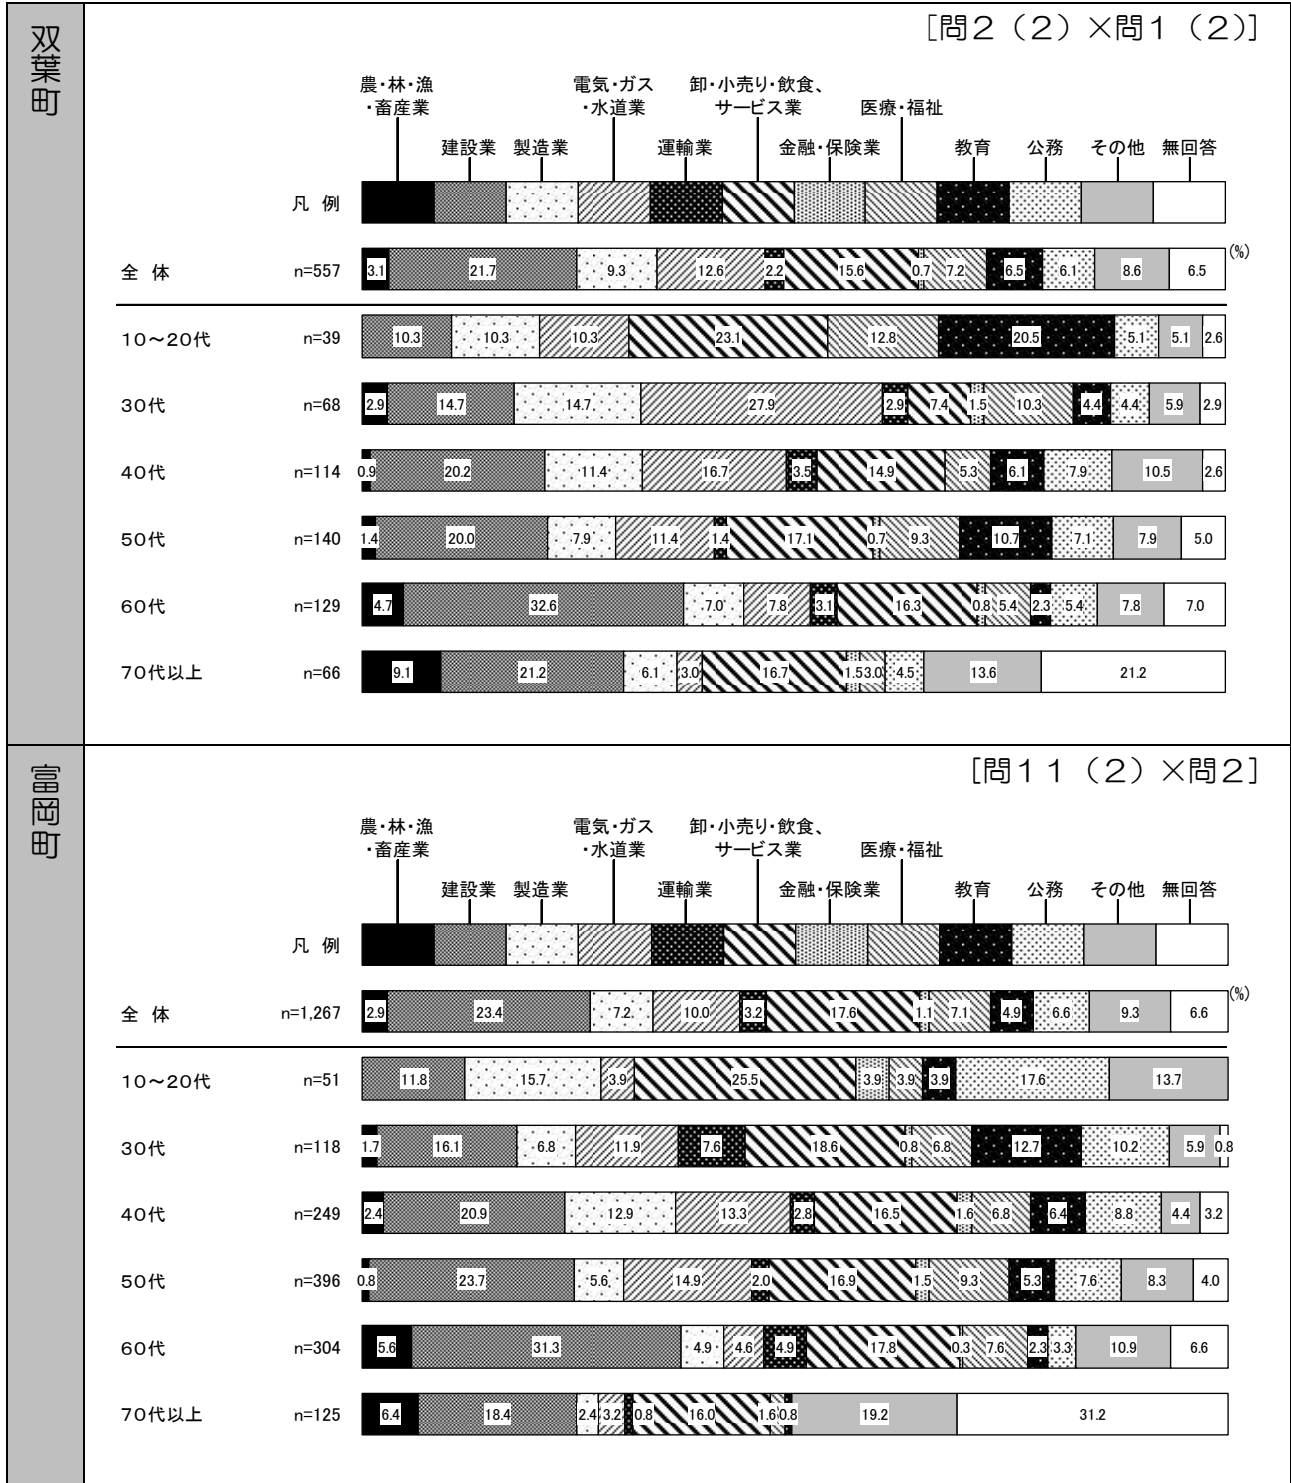 双葉町
[問２（２）×問１（２）]
農・林・漁・畜産業
建設業
製造業
電気・ガス・水道業
運輸業
卸・小売り・飲食、サービス業
金融・保険業
医療・福祉
教育
公務
その他
無回答
凡 例
(%)
全 体 n=557 3.1 21.7 9.3 12.6 2.2 15.6 0.7 7.2 6.5 6.1 8.6 6.5
１０～２０代 n=39 10.3 10.3 10.3 23.1 12.8 20.5 5.1 5.1 2.6
３０代 n=68 2.9 14.7 14.7 27.9 2.9 7.4 1.5 10.3 4.4 4.4 5.9 2.9
４０代 n=114 0.9 20.2 11.4 16.7 3.5 14.9 5.3 6.1 7.9 10.5 2.6
５０代 n=140 1.4 20.0 7.9 11.4 1.4 17.1 0.7 9.3 10.7 7.1 7.9 5.0
６０代 n=129 4.7 32.6 7.0 7.8 3.1 16.3 0.8 5.4 2.3 5.4 7.8 7.0
７０代以上 n=66 9.1 21.2 6.1 3.0 16.7 1.5 3.0 4.5 13.6 21.2
富岡町
[問１１（２）×問２]
農・林・漁・畜産業
建設業
製造業
電気・ガス・水道業
運輸業
卸・小売り・飲食、サービス業
金融・保険業
医療・福祉
教育
公務
その他
無回答
凡 例
(%)
全 体 n=1,267 2.9 23.4 7.2 10.0 3.2 17.6 1.1 7.1 4.9 6.6 9.3 6.6
１０～２０代 n=51 11.8 15.7 3.9 25.5 3.9 3.9 3.9 17.6 13.7
３０代 n=118 1.7 16.1 6.8 11.9 7.6 18.6 0.8 6.8 12.7 10.2 5.9 0.8
４０代 n=249 2.4 20.9 12.9 13.3 2.8 16.5 1.6 6.8 6.4 8.8 4.4 3.2
５０代 n=396 0.8 23.7 5.6 14.9 2.0 16.9 1.5 9.3 5.3 7.6 8.3 4.0
６０代 n=304 5.6 31.3 4.9 4.6 4.9 17.8 0.3 7.6 2.3 3.3 10.9 6.6
７０代以上 n=125 6.4 18.4 2.4 3.2 0.8 16.0 1.6 0.8 19.2 31.2